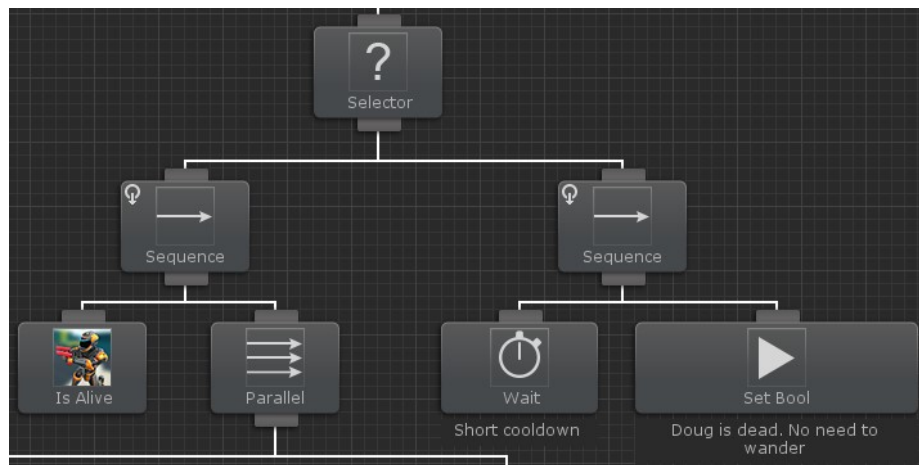 ?
Selector
Sequence
Sequence
Is Alive
Parallel
Wait
Set Bool
Short cooldown
Doug is dead. No need to
wander